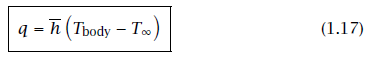 q = h̅ (T_body − T_∞) (1.17)